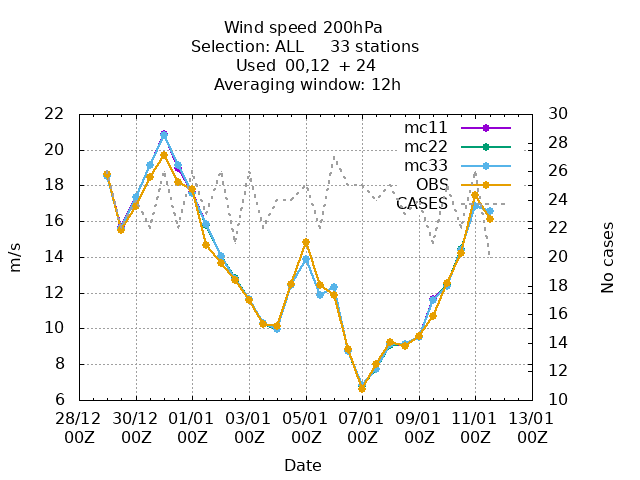 Wind speed 200hPa
Selection: ALL 33 stations
Used 00,12 + 24
Averaging window: 12h
22 30
mc11
28
20 mc22
mc33 26
18 OBS
CASES 24
16 22
14 20
m/s No cases
18
12
16
10 14
8 12
6 10
28/12 30/12 01/01 03/01 05/01 07/01 09/01 11/01 13/01
00Z 00Z 00Z 00Z 00Z 00Z 00Z 00Z 00Z
Date